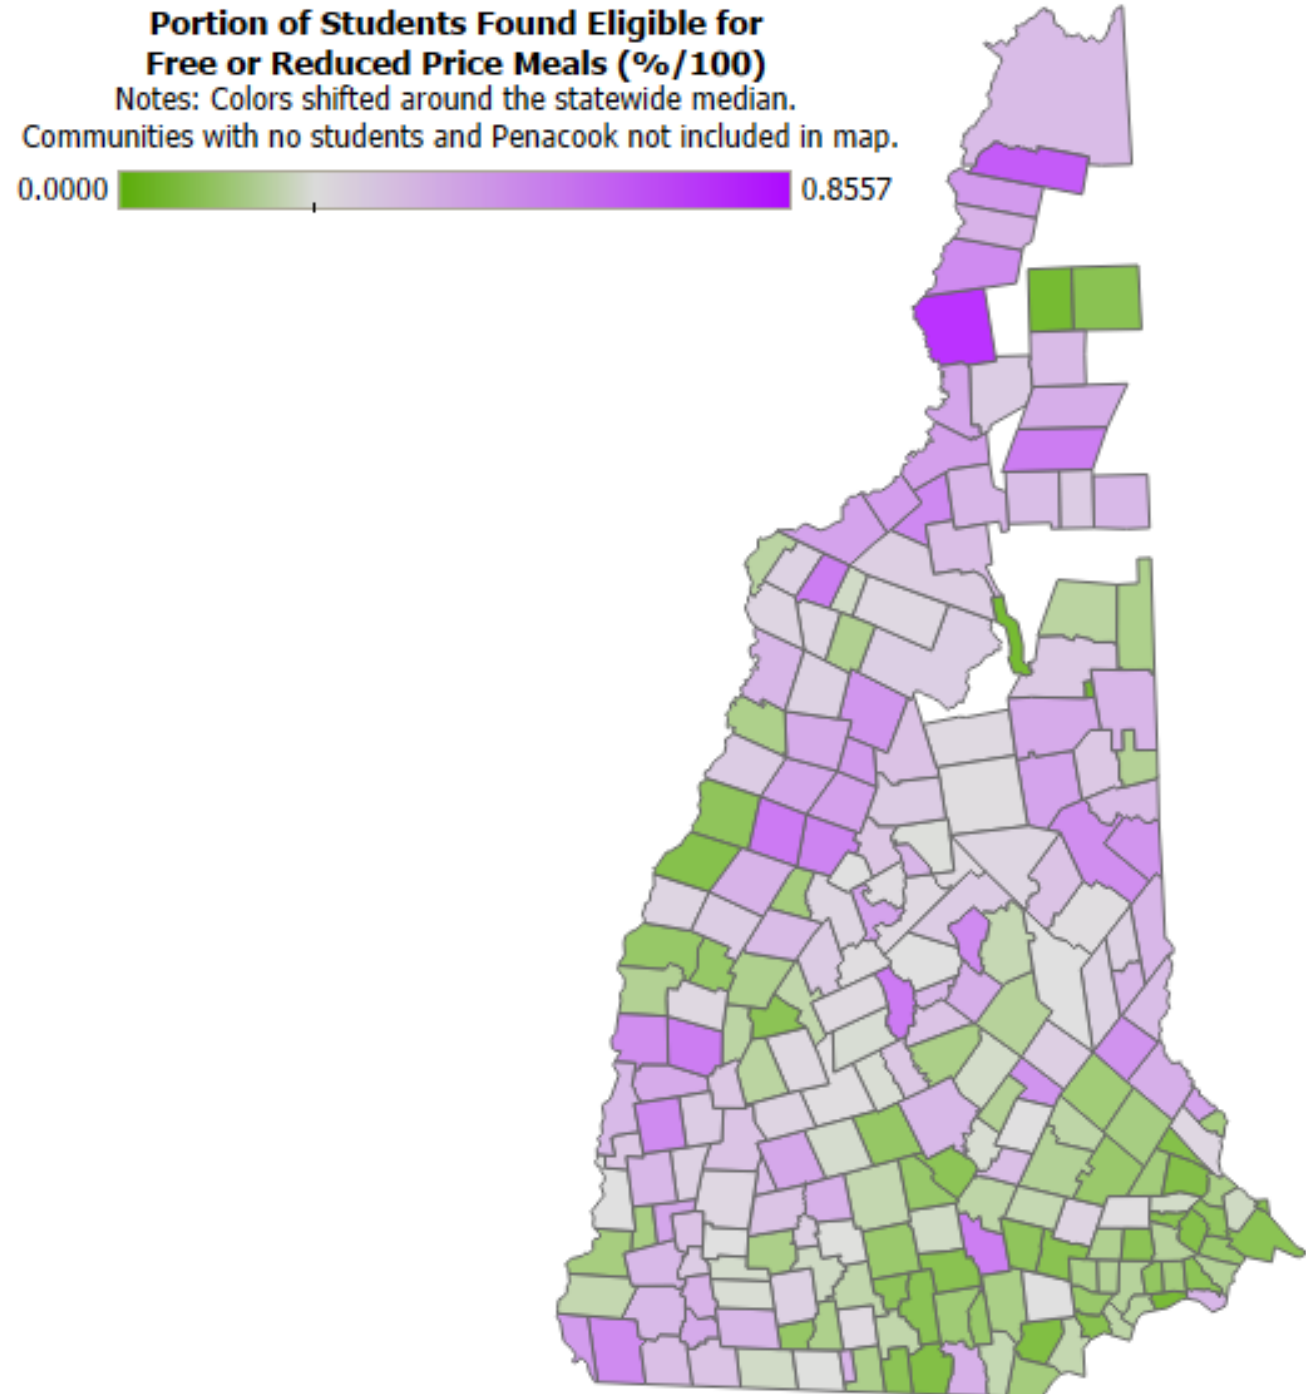 Portion of Students Found Eligible for
Free or Reduced Price Meals (%/100)
Notes: Colors shifted around the statewide median.
Communities with no students and Penacook not included in map.
0.0000 0.8557